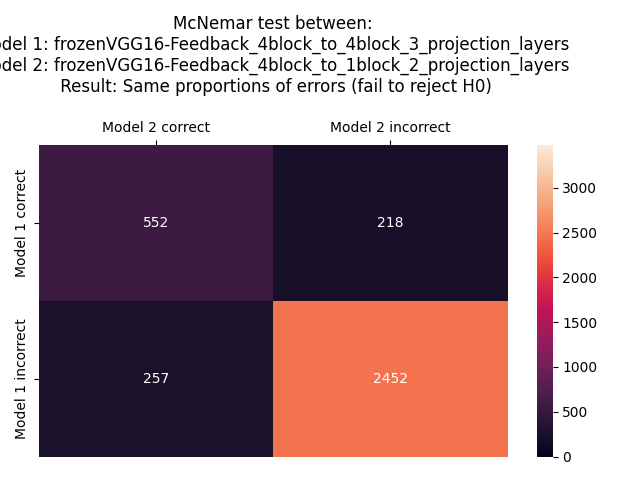 McNemar test between:
del 1: frozenVGG16-Feedback_4block_to_4block_3_projection_layers
del 2: frozenVGG16-Feedback_4block_to_1block_2_projection_layers
Result: Same proportions of errors (fail to reject H0)
Model 2 correct
Model 2 incorrect
Model 1 correct
552
218
Model 1 incorrect
257
2452
3000
2500
2000
1500
1000
500
0